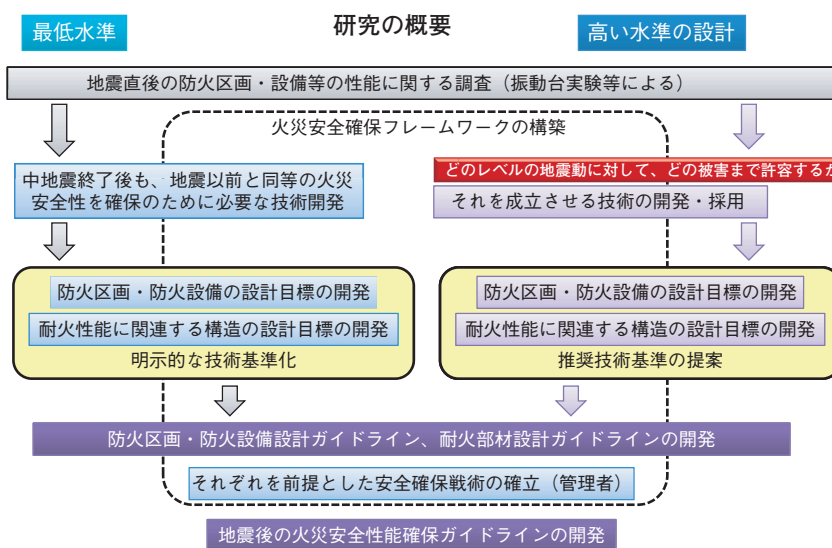 研究の概要
最低水準
高い水準の設計
地震直後の防火区画・設備等の性能に関する調査（振動台実験等による）
火災安全確保フレームワークの構築
中地震終了後も、地震以前と同等の火災
安全性を確保のために必要な技術開発
どのレベルの地震動に対して、どの被害まで許容するか
それを成立させる技術の開発・採用
防火区画・防火設備の設計目標の開発
耐火性能に関連する構造の設計目標の開発
明示的な技術基準化
防火区画・防火設備の設計目標の開発
耐火性能に関連する構造の設計目標の開発
推奨技術基準の提案
防火区画・防火設備設計ガイドライン、耐火部材設計ガイドラインの開発
それぞれを前提とした安全確保戦術の確立（管理者）
地震後の火災安全性能確保ガイドラインの開発